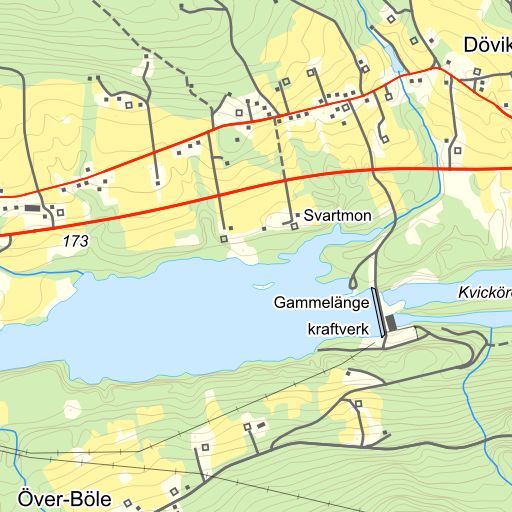 Dövik
Svartmon
173
Gammelänge
kraftverk
Kvickör
Över-Böle